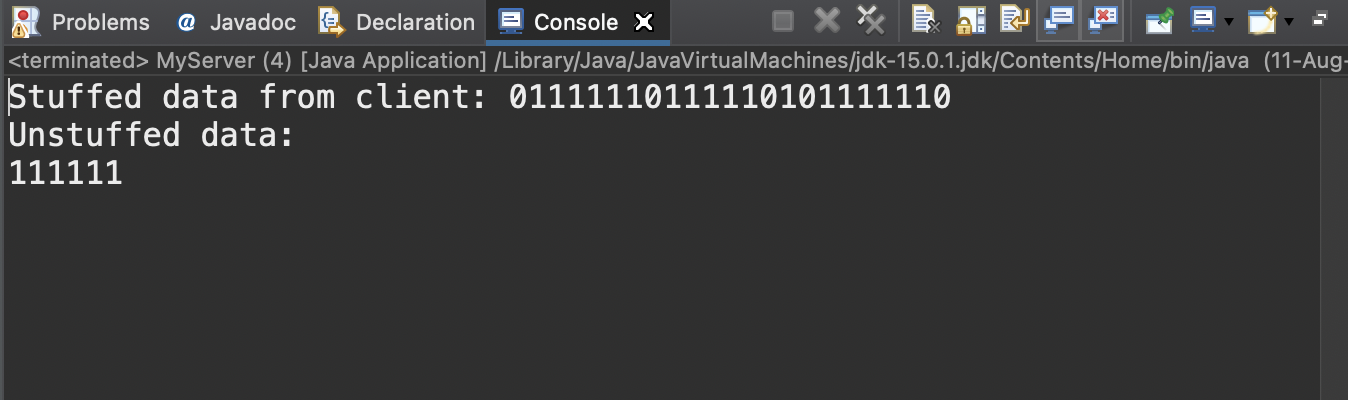 Problems @ Javadoc Declaration Console
<terminated> MyServer (4) [Java Application] /Library/Java/JavaVirtualMachines/jdk-15.0.1.jdk/Contents/Home/bin/java (11-Aug-
Stuffed data from client: 01111110111110101111110
Unstuffed data:
111111